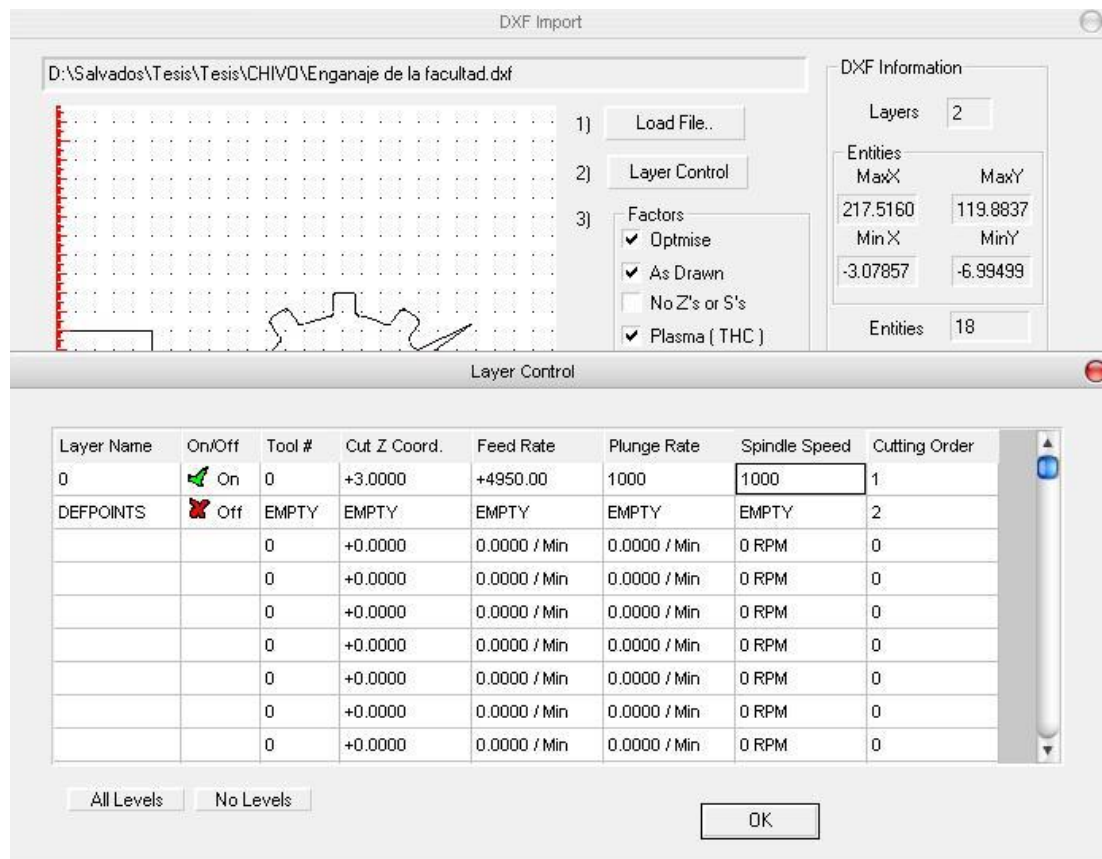 DXF Import
D:\Salvados\Tesis\Tesis\CHIVO\Enganaje de la facultad.dxf
1) Load File..
2) Layer Control
3) Factors
Optmise
As Drawn
No Z's or S's
Plasma ( THC )
DXF Information
Layers 2
Entities
MaxX MaxY
217.5160 119.8837
Min X MinY
-3.07857 -6.99499
Entities 18
Layer Control
Layer Name On/Off Tool # Cut Z Coord. Feed Rate Plunge Rate Spindle Speed Cutting Order
0 On 0 +3.0000 +4950.00 1000 1000 1
DEFPOINTS Off EMPTY EMPTY EMPTY EMPTY EMPTY 2
0 +0.0000 0.0000 / Min 0.0000 / Min 0 RPM 0
0 +0.0000 0.0000 / Min 0.0000 / Min 0 RPM 0
0 +0.0000 0.0000 / Min 0.0000 / Min 0 RPM 0
0 +0.0000 0.0000 / Min 0.0000 / Min 0 RPM 0
0 +0.0000 0.0000 / Min 0.0000 / Min 0 RPM 0
0 +0.0000 0.0000 / Min 0.0000 / Min 0 RPM 0
0 +0.0000 0.0000 / Min 0.0000 / Min 0 RPM 0
All Levels No Levels
OK